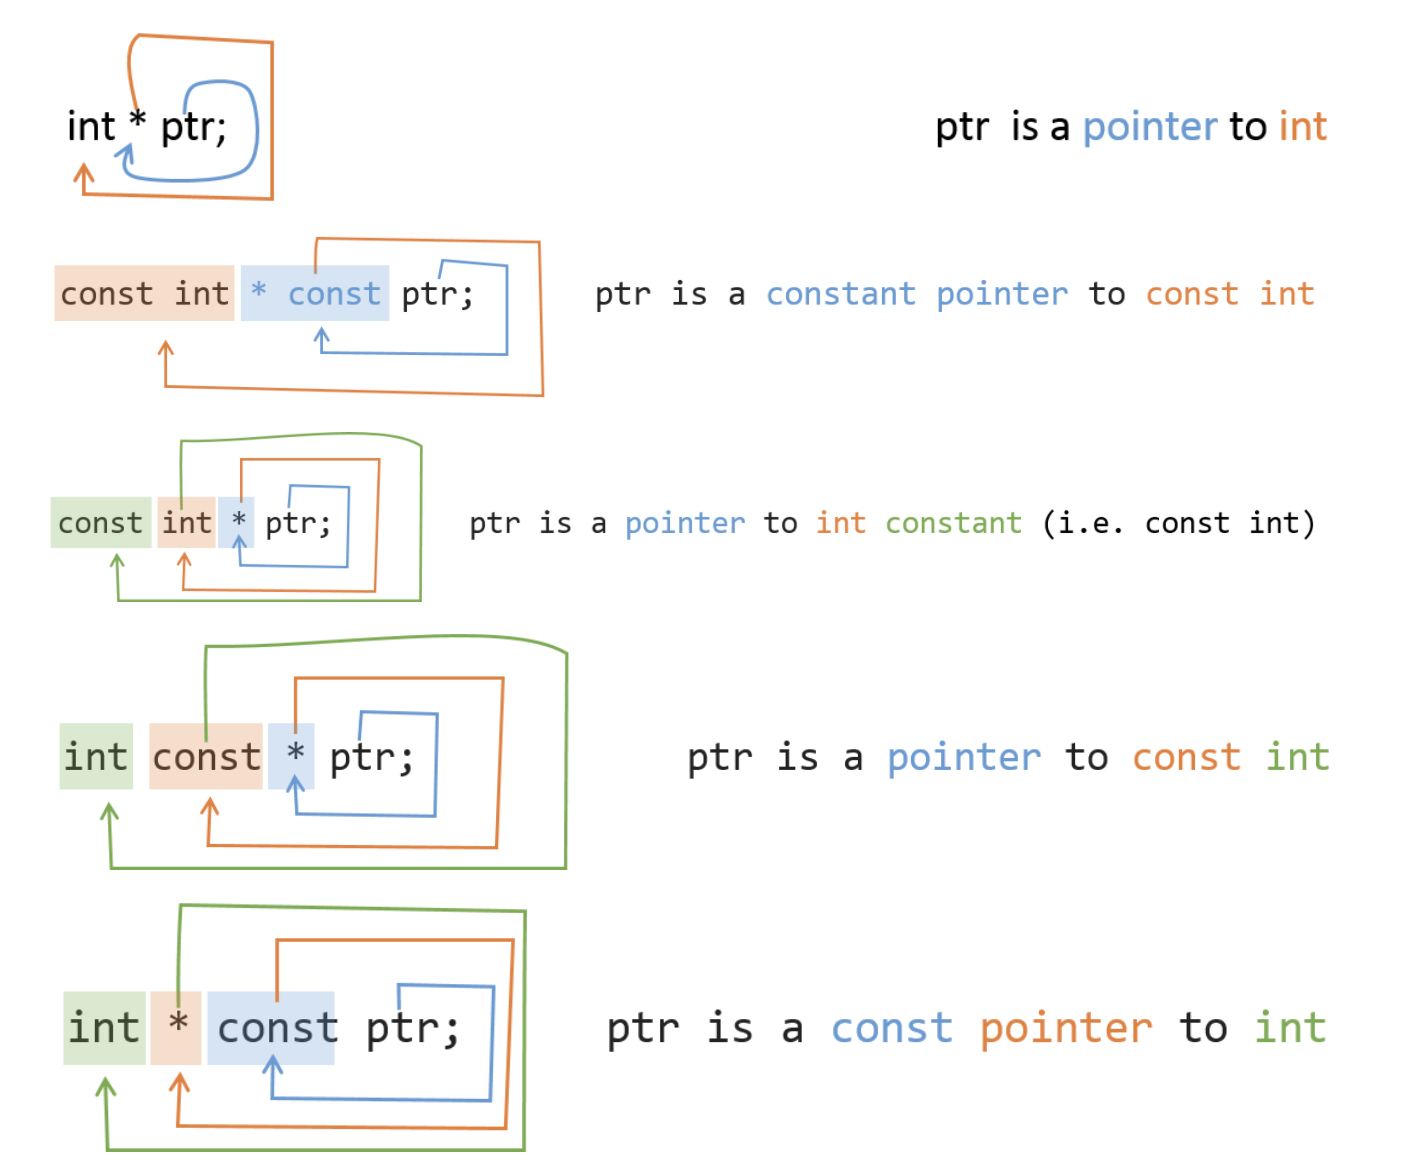 int * ptr; ptr is a pointer to int
const int * const ptr; ptr is a constant pointer to const int
const int * ptr; ptr is a pointer to int constant (i.e. const int)
int const * ptr; ptr is a pointer to const int
int * const ptr; ptr is a const pointer to int